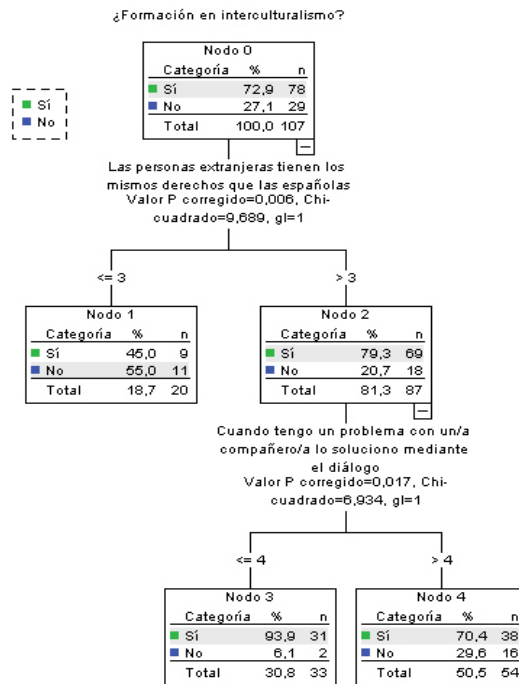 ¿Formación en interculturalismo?
Sí
No
Nodo 0
Categoría % n
Sí 72,9 78
No 27,1 29
Total 100,0 107
Las personas extranjeras tienen los
mismos derechos que las españolas
Valor P corregido=0,006, Chi-
cuadrado=9,689, gl=1
<= 3
> 3
Nodo 1
Categoría % n
Sí 45,0 9
No 55,0 11
Total 18,7 20
Nodo 2
Categoría % n
Sí 79,3 69
No 20,7 18
Total 81,3 87
Cuando tengo un problema con un/a
compañero/a lo soluciono mediante
el diálogo
Valor P corregido=0,017, Chi-
cuadrado=6,934, gl=1
<= 4
> 4
Nodo 3
Categoría % n
Sí 93,9 31
No 6,1 2
Total 30,8 33
Nodo 4
Categoría % n
Sí 70,4 38
No 29,6 16
Total 50,5 54